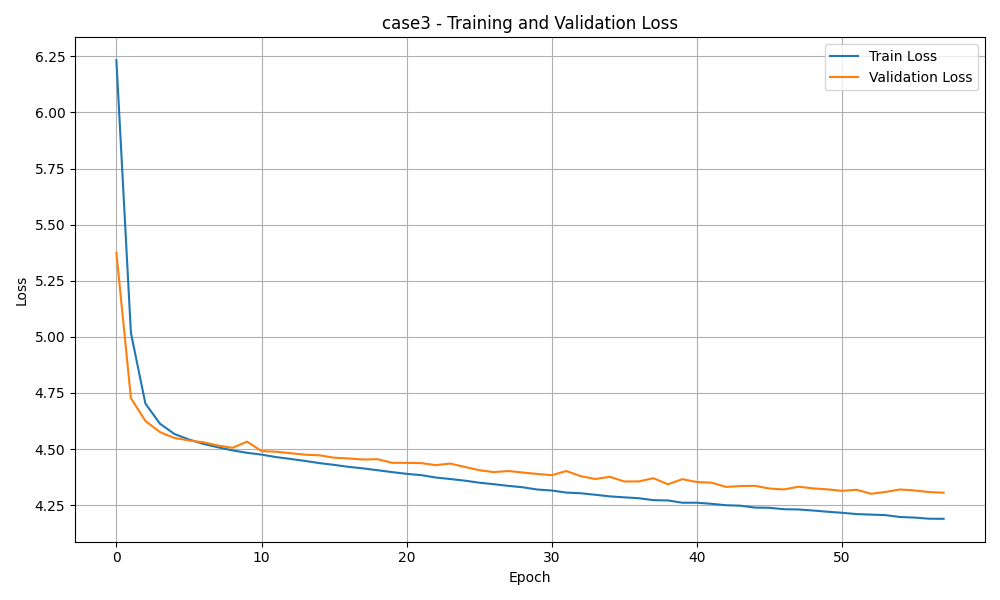 case3 - Training and Validation Loss
Train Loss
Validation Loss
6.25
6.00
5.75
5.50
5.25
5.00
4.75
4.50
4.25
Loss
0 10 20 30 40 50
Epoch